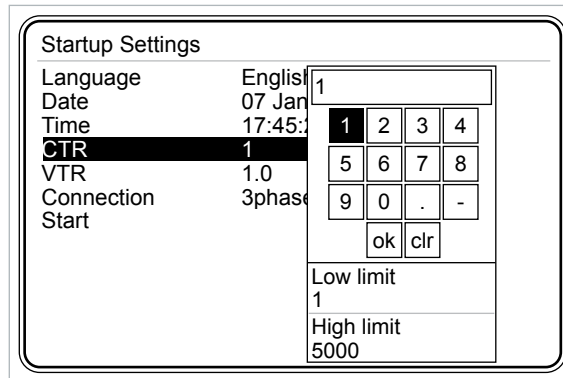 Startup Settings
Language English
Date 07 Jan
Time 17:45:
CTR 1
VTR 1.0
Connection 3phase
Start
1
1 2 3 4
5 6 7 8
9 0 . -
ok clr
Low limit
1
High limit
5000